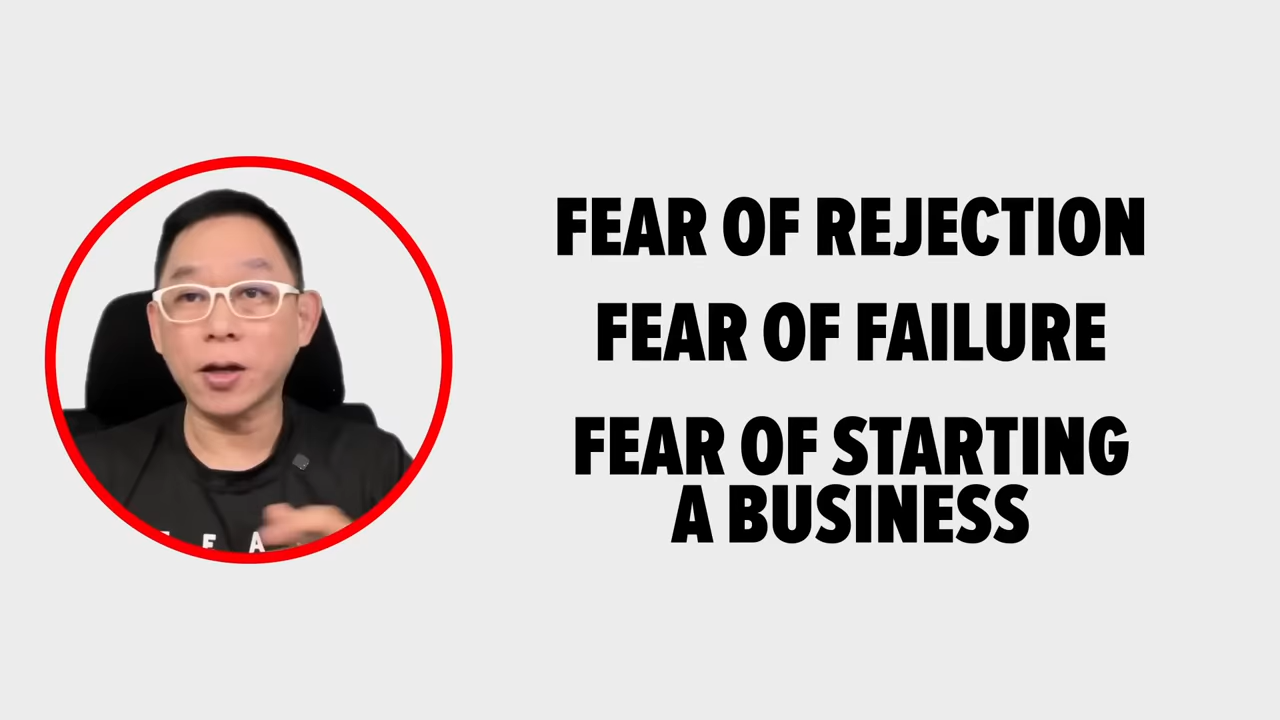 FEAR OF REJECTION
FEAR OF FAILURE
FEAR OF STARTING
A BUSINESS